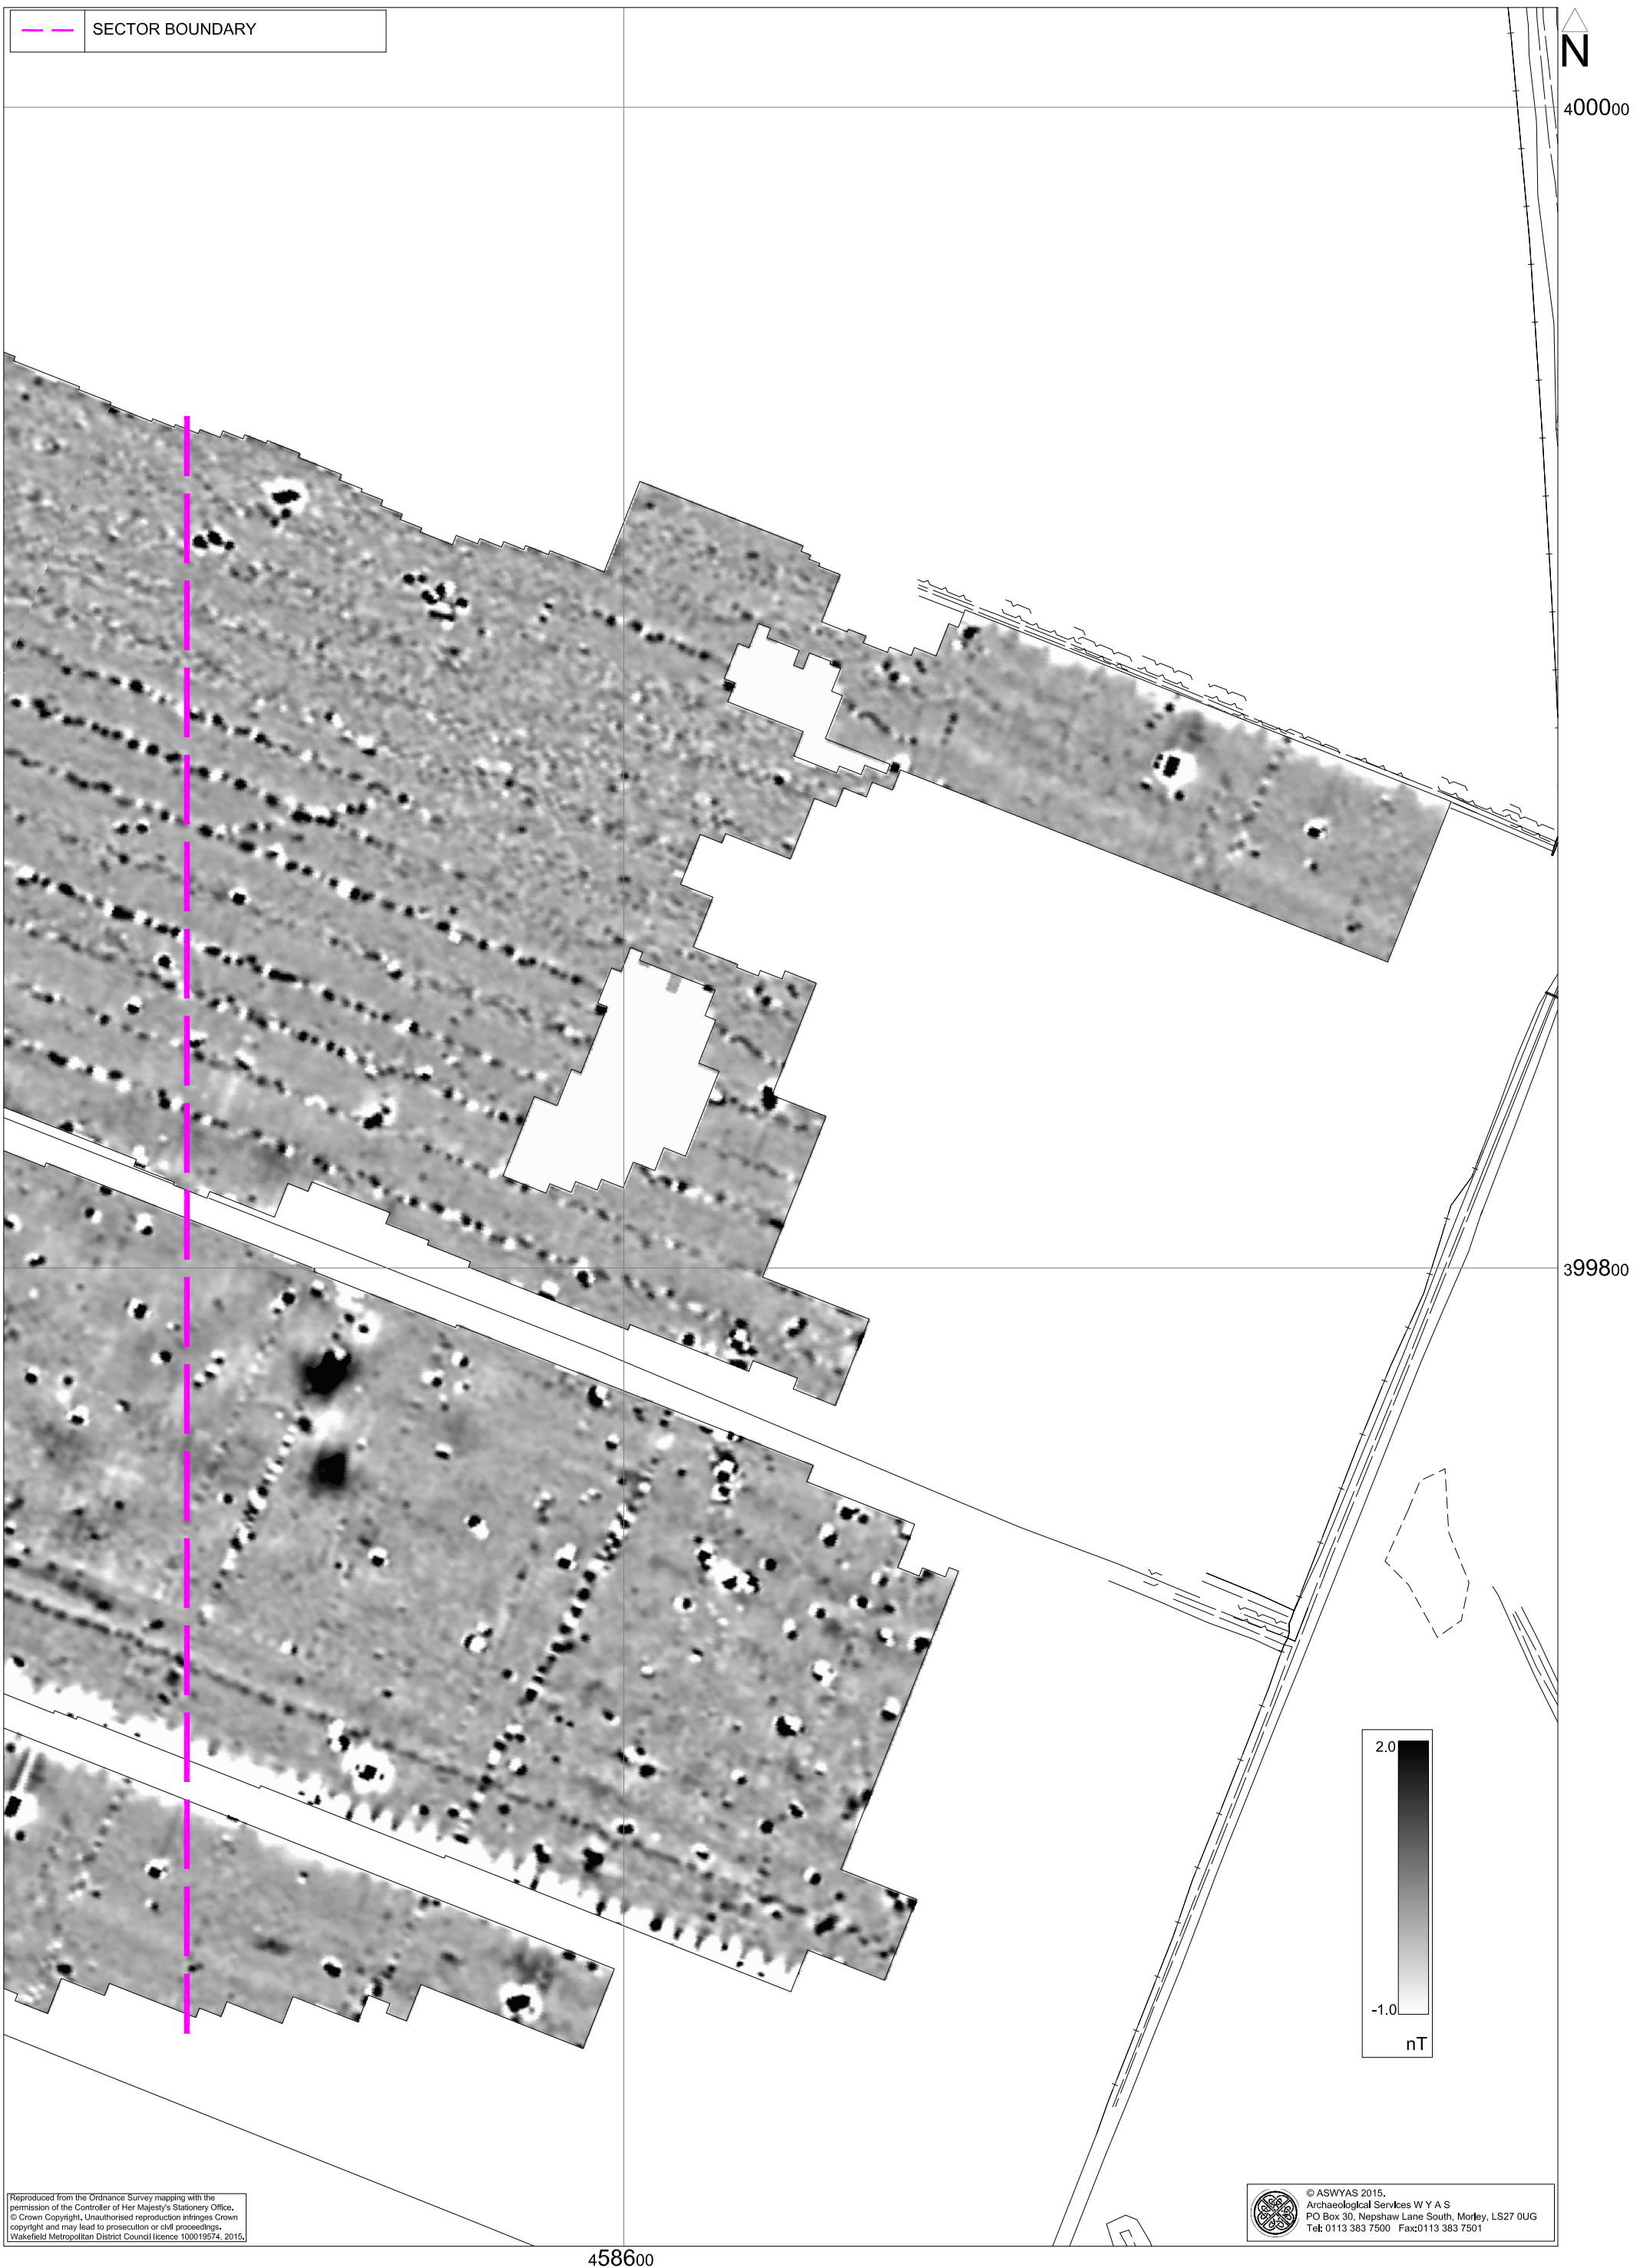 SECTOR BOUNDARY
N
400000
399800
2.0
-1.0
nT
Reproduced from the Ordnance Survey mapping with the
permission of the Controller of Her Majesty's Stationery Office.
© Crown Copyright. Unauthorised reproduction infringes Crown
copyright and may lead to prosecution or civil proceedings.
Wakefield Metropolitan District Council licence 100019574, 2015.
© ASWYAS 2015.
Archaeological Services W Y A S
PO Box 30, Nepshaw Lane South, Morley, LS27 0UG
Tel: 0113 383 7500 Fax:0113 383 7501
458600